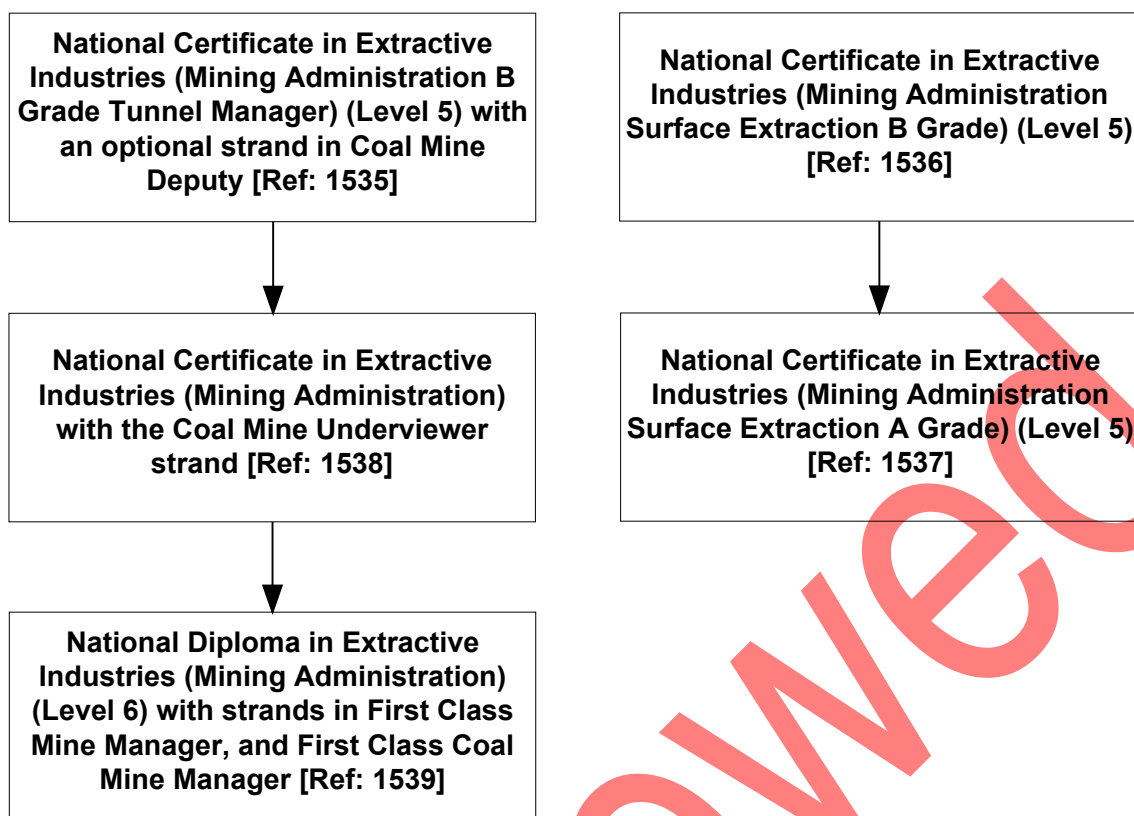 National Certificate in Extractive
Industries (Mining Administration B
Grade Tunnel Manager) (Level 5) with
an optional strand in Coal Mine
Deputy [Ref: 1535]
National Certificate in Extractive
Industries (Mining Administration
Surface Extraction B Grade) (Level 5)
[Ref: 1536]
National Certificate in Extractive
Industries (Mining Administration)
with the Coal Mine Underviewer
strand [Ref: 1538]
National Certificate in Extractive
Industries (Mining Administration
Surface Extraction A Grade) (Level 5)
[Ref: 1537]
National Diploma in Extractive
Industries (Mining Administration)
(Level 6) with strands in First Class
Mine Manager, and First Class Coal
Mine Manager [Ref: 1539]